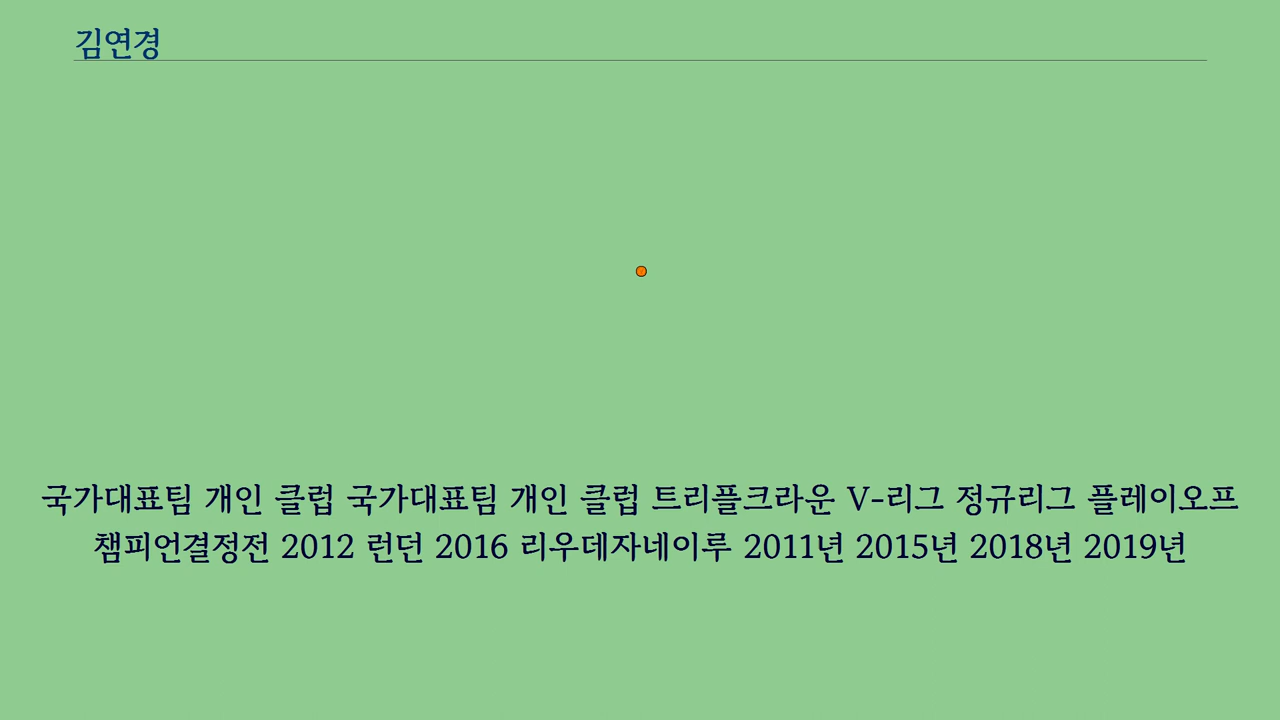 김연경
국가대표팀 개인 클럽 국가대표팀 개인 클럽 트리플크라운 V-리그 정규리그 플레이오프
챔피언결정전 2012 런던 2016 리우데자네이루 2011년 2015년 2018년 2019년